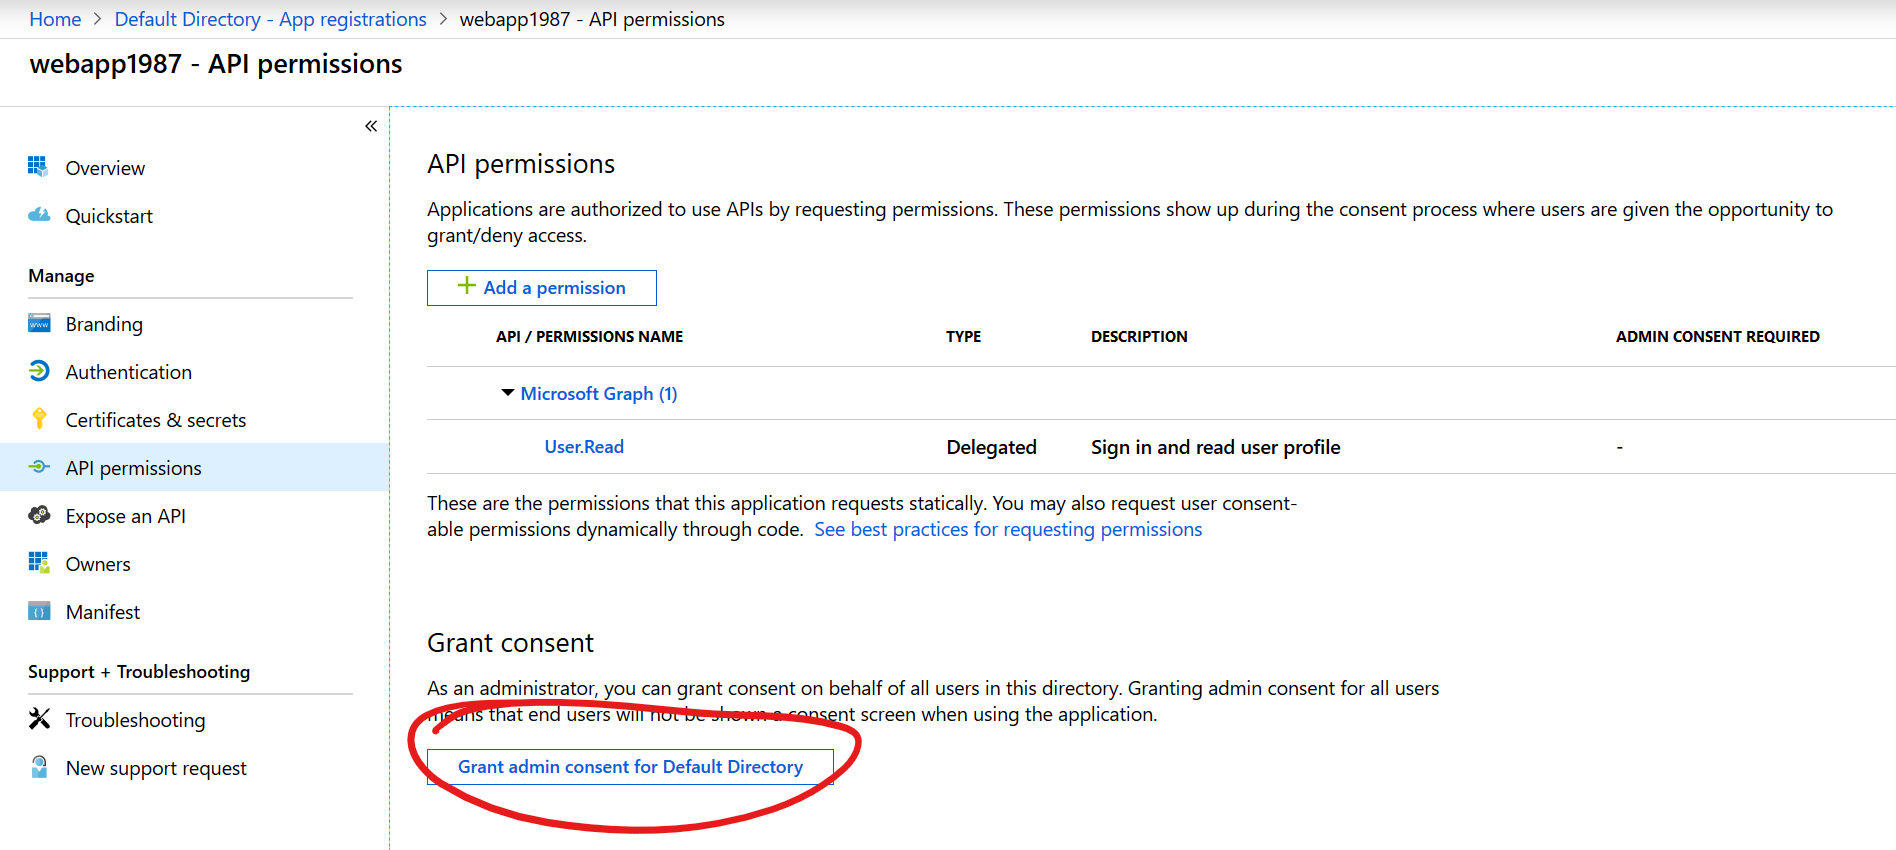 Home > Default Directory - App registrations > webapp1987 - API permissions
webapp1987 - API permissions
«
Overview
Quickstart
Manage
www Branding
Authentication
Certificates & secrets
API permissions
Expose an API
Owners
Manifest
Support + Troubleshooting
Troubleshooting
New support request
API permissions
Applications are authorized to use APIs by requesting permissions. These permissions show up during the consent process where users are given the opportunity to
grant/deny access.
+ Add a permission
API / PERMISSIONS NAME TYPE DESCRIPTION ADMIN CONSENT REQUIRED
Microsoft Graph (1)
User.Read Delegated Sign in and read user profile -
These are the permissions that this application requests statically. You may also request user consent-
able permissions dynamically through code. See best practices for requesting permissions
Grant consent
As an administrator, you can grant consent on behalf of all users in this directory. Granting admin consent for all users
means that end users will not be shown a consent screen when using the application.
Grant admin consent for Default Directory